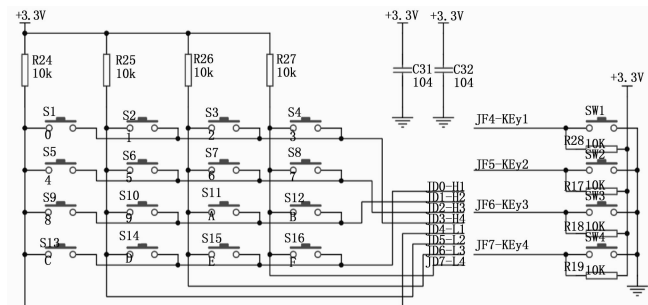 +3.3V +3.3V +3.3V
R24 10k R25 10k R26 10k R27 10k C31 104 C32 104
+3.3V
S1 0 S2 1 S3 2 S4 3 JF4-KEy1 SW1
R28 10K
S5 4 S6 5 S7 6 S8 7 JF5-KEy2 SW2
R17 10K
JD0-H1
JD1-H2
S9 8 S10 9 S11 A S12 B JD2-H3 JF6-KEy3 SW3
JD3-H4
JD4-L1 R18 10K
JD5-L2
S13 C S14 D S15 E S16 F JD6-L3 JF7-KEy4 SW4
JD7-L4
R19 10K